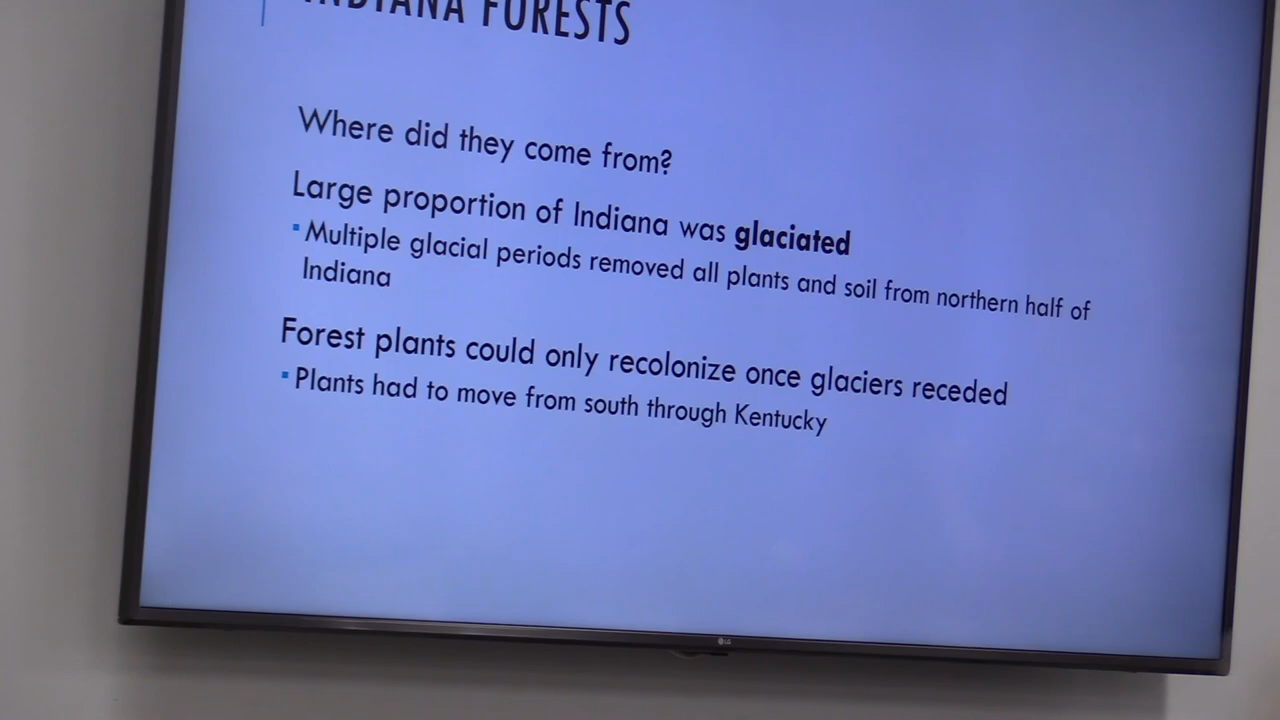 INDIANA FORESTS
Where did they come from?
Large proportion of Indiana was glaciated
▪ Multiple glacial periods removed all plants and soil from northern half of
Indiana
Forest plants could only recolonize once glaciers receded
▪ Plants had to move from south through Kentucky
LG